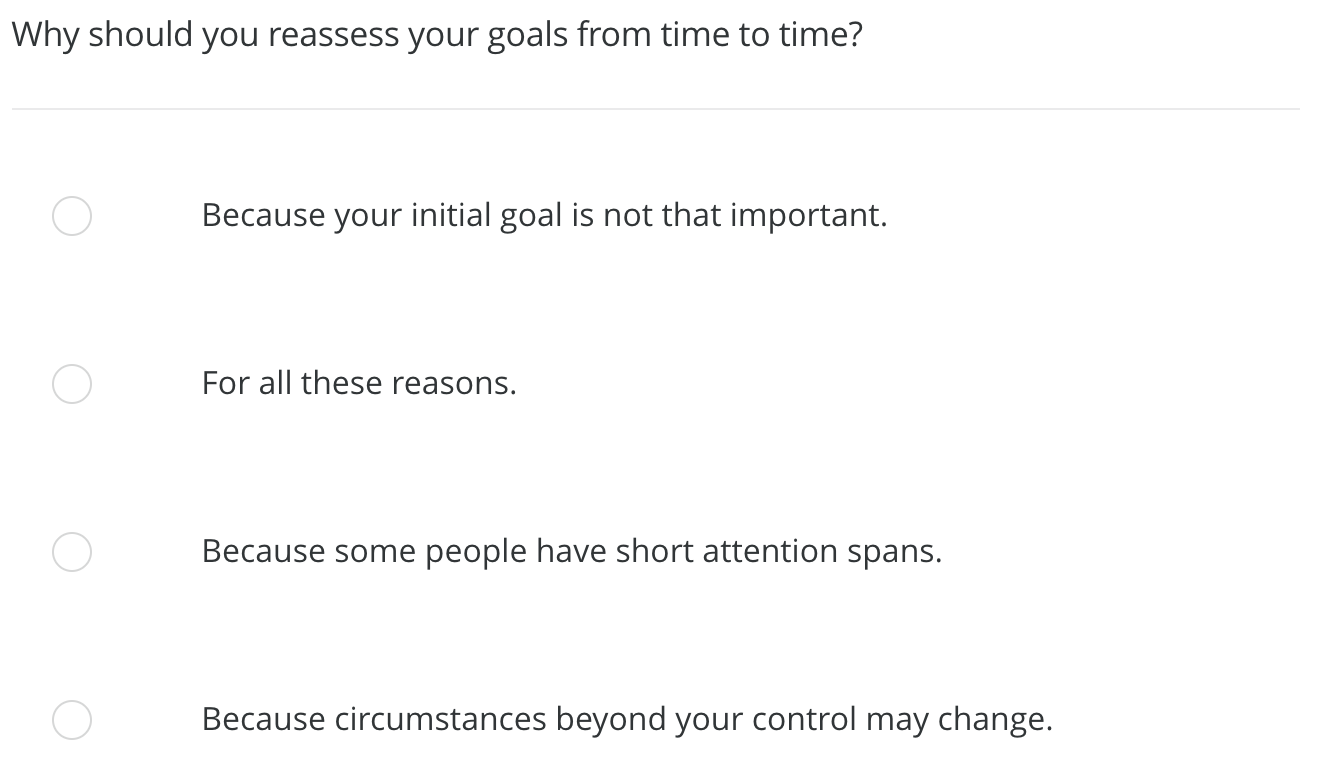 Why should you reassess your goals from time to time?
Because your initial goal is not that important.
For all these reasons.
Because some people have short attention spans.
Because circumstances beyond your control may change.